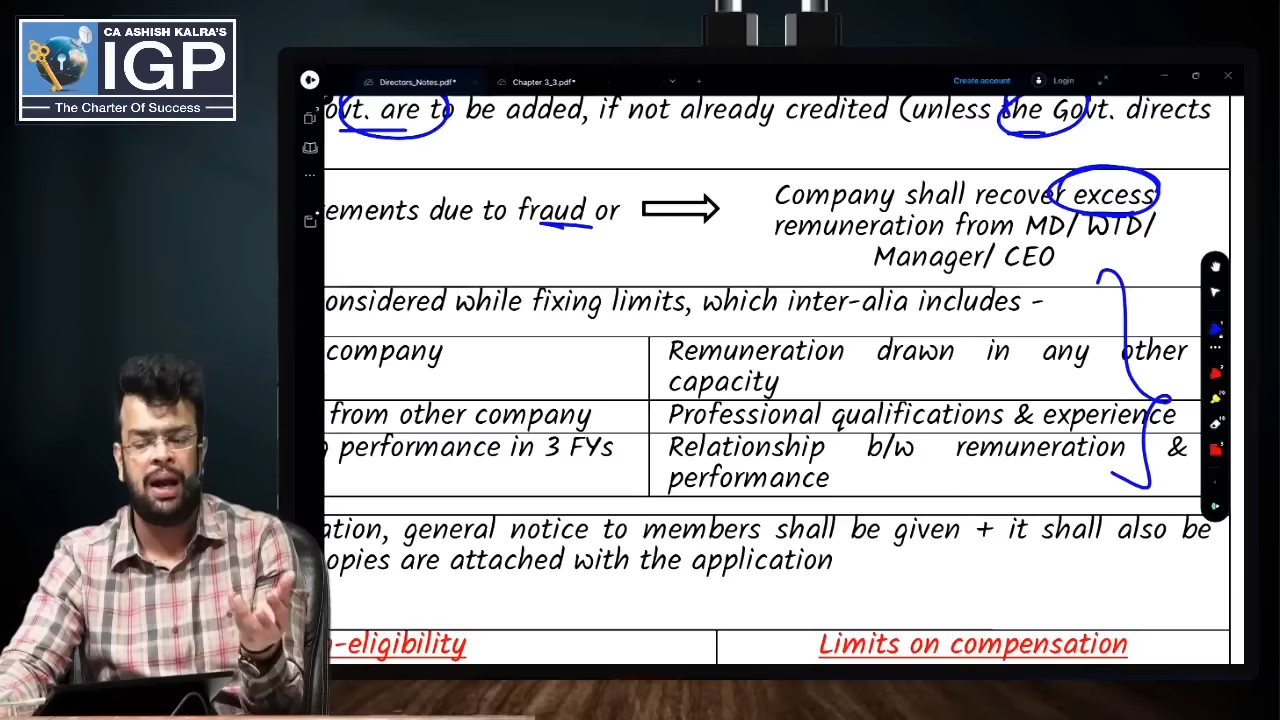 CA ASHISH KALRA'S
IGP
The Charter Of Success
Directors_Notes.pdf*
Chapter 3_3.pdf*
Create account
Login
ovt. are to be added, if not already credited (unless the Govt. directs
ements due to fraud or
Company shall recover excess
remuneration from MD/ WTD/
Manager/ CEO
onsidered while fixing limits, which inter-alia includes -
company
Remuneration drawn in any other
capacity
from other company
Professional qualifications & experience
performance in 3 FYs
Relationship b/w remuneration &
performance
ation, general notice to members shall be given + it shall also be
opies are attached with the application
-eligibility
Limits on compensation